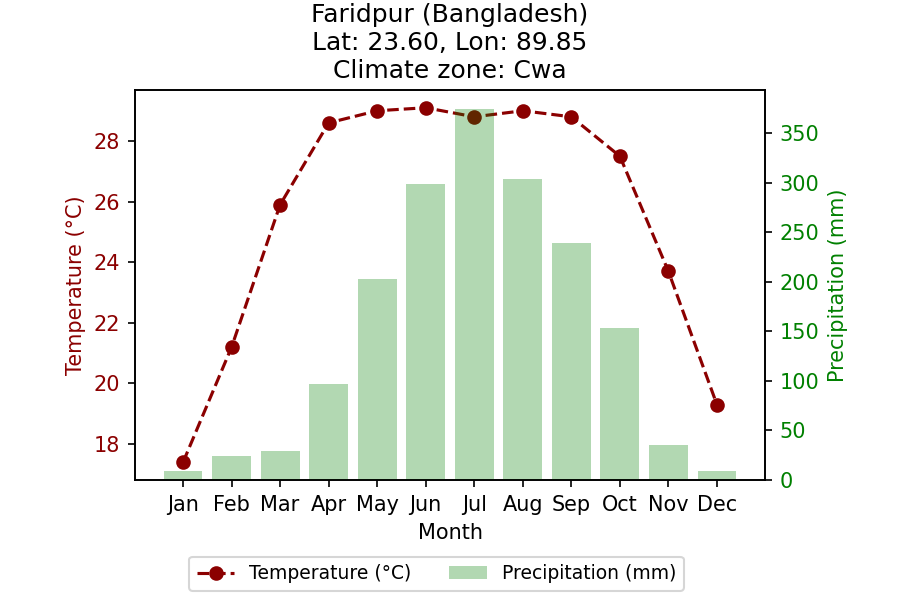 Faridpur (Bangladesh)
Lat: 23.60, Lon: 89.85
Climate zone: Cwa
Temperature (°C)
28
26
24
22
20
18
350
300
250
200
150
100
50
0
Precipitation (mm)
Jan Feb Mar Apr May Jun Jul Aug Sep Oct Nov Dec
Month
Temperature (°C) Precipitation (mm)